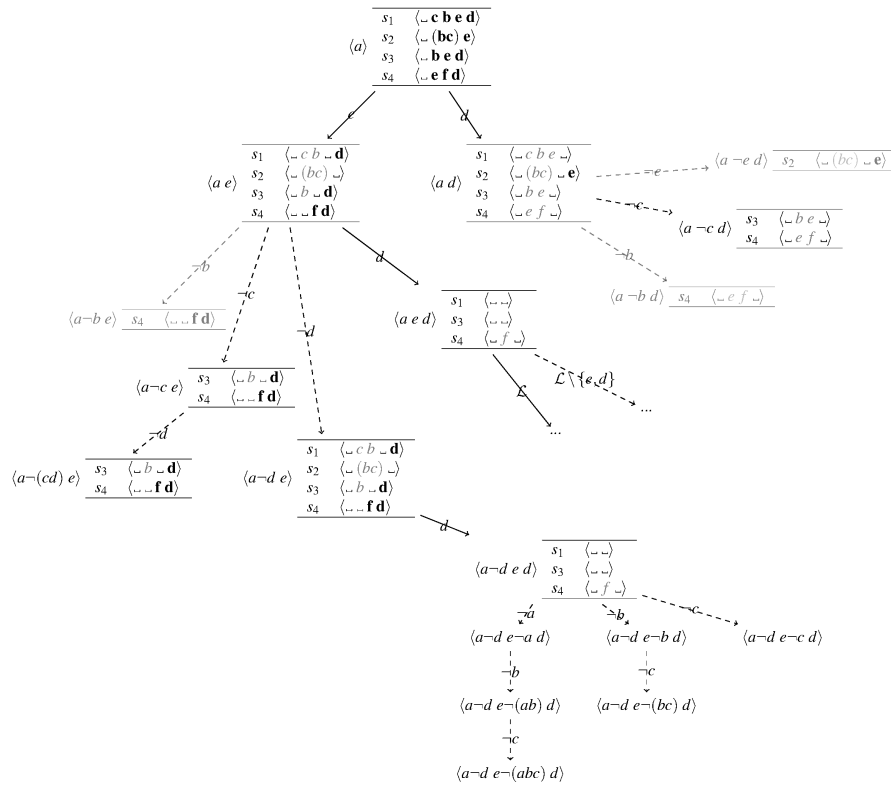 ⟨a⟩
s₁ ⟨␣ c b e d⟩
s₂ ⟨␣ (bc) e⟩
s₃ ⟨␣ b e d⟩
s₄ ⟨␣ e f d⟩
e
d
⟨a e⟩
s₁ ⟨␣ c b ␣ d⟩
s₂ ⟨␣ (bc) ␣⟩
s₃ ⟨␣ b ␣ d⟩
s₄ ⟨␣ ␣ f d⟩
⟨a d⟩
s₁ ⟨␣ c b e ␣⟩
s₂ ⟨␣ (bc) ␣ e⟩
s₃ ⟨␣ b e ␣⟩
s₄ ⟨␣ e f ␣⟩
¬e
⟨a ¬e d⟩ s₂ ⟨␣ (bc) ␣ e⟩
¬c
⟨a ¬c d⟩
s₃ ⟨␣ b e ␣⟩
s₄ ⟨␣ e f ␣⟩
¬b
⟨a ¬b d⟩ s₄ ⟨␣ e f ␣⟩
¬b
¬c
¬d
d
⟨a¬b e⟩ s₄ ⟨␣ ␣ f d⟩
⟨a e d⟩
s₁ ⟨␣ ␣⟩
s₃ ⟨␣ ␣⟩
s₄ ⟨␣ f ␣⟩
ℒ
ℒ \ {e, d}
...
...
⟨a¬c e⟩
s₃ ⟨␣ b ␣ d⟩
s₄ ⟨␣ ␣ f d⟩
¬d
⟨a¬(cd) e⟩
s₃ ⟨␣ b ␣ d⟩
s₄ ⟨␣ ␣ f d⟩
⟨a¬d e⟩
s₁ ⟨␣ c b ␣ d⟩
s₂ ⟨␣ (bc) ␣⟩
s₃ ⟨␣ b ␣ d⟩
s₄ ⟨␣ ␣ f d⟩
d
⟨a¬d e d⟩
s₁ ⟨␣ ␣⟩
s₃ ⟨␣ ␣⟩
s₄ ⟨␣ f ␣⟩
¬a
¬b
¬c
⟨a¬d e¬a d⟩
⟨a¬d e¬b d⟩
⟨a¬d e¬c d⟩
¬b
¬c
⟨a¬d e¬(ab) d⟩
⟨a¬d e¬(bc) d⟩
¬c
⟨a¬d e¬(abc) d⟩